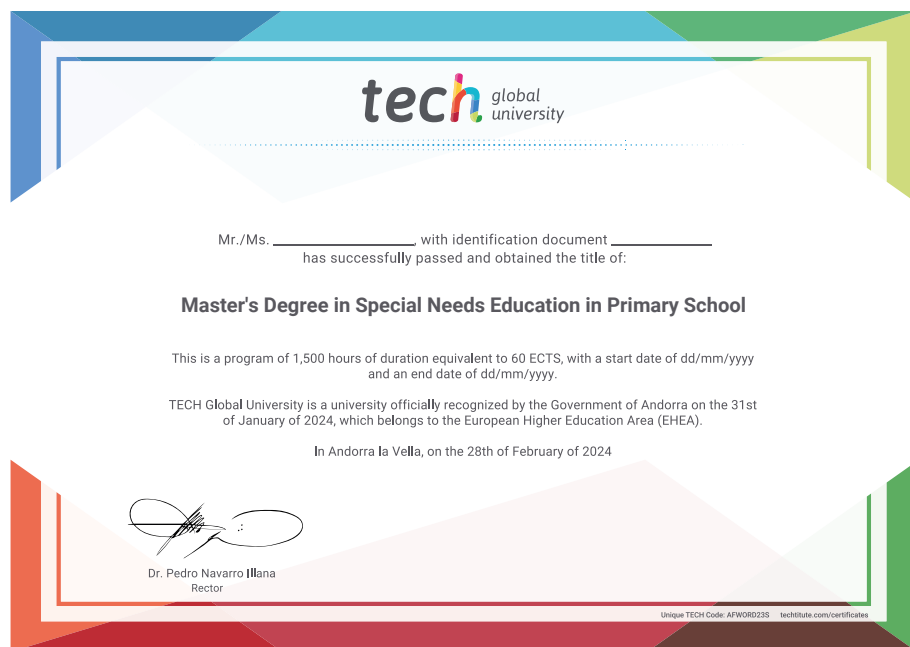 tech global
university
Mr./Ms. ____________________, with identification document ______________
has successfully passed and obtained the title of:
Master's Degree in Special Needs Education in Primary School
This is a program of 1,500 hours of duration equivalent to 60 ECTS, with a start date of dd/mm/yyyy
and an end date of dd/mm/yyyy.
TECH Global University is a university officially recognized by the Government of Andorra on the 31st
of January of 2024, which belongs to the European Higher Education Area (EHEA).
In Andorra la Vella, on the 28th of February of 2024
Dr. Pedro Navarro Illana
Rector
Unique TECH Code: AFWORD23S techtitute.com/certificates